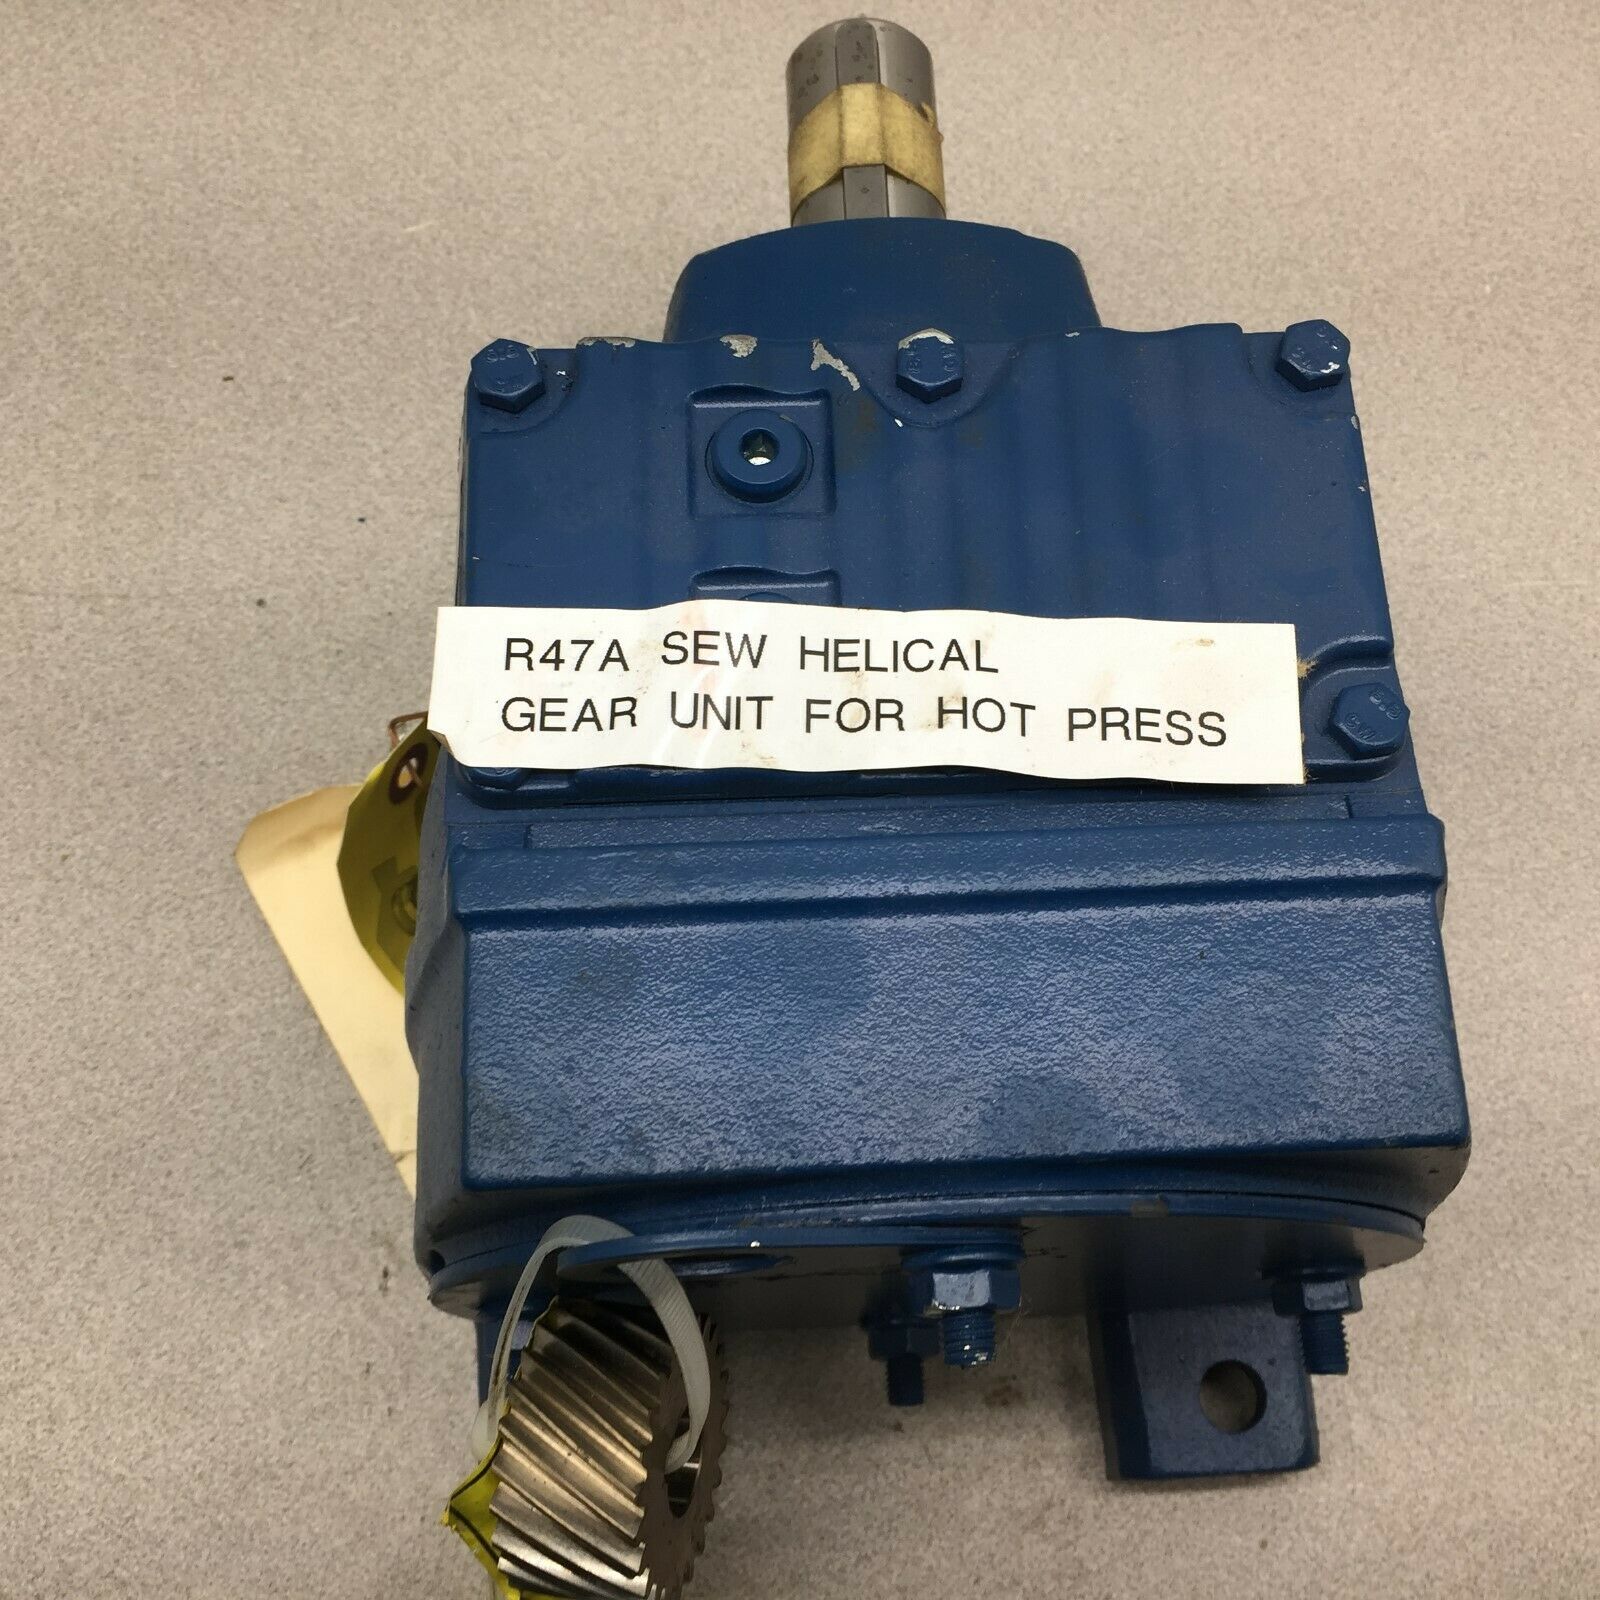 R47A SEW HELICAL
GEAR UNIT FOR HOT PRESS